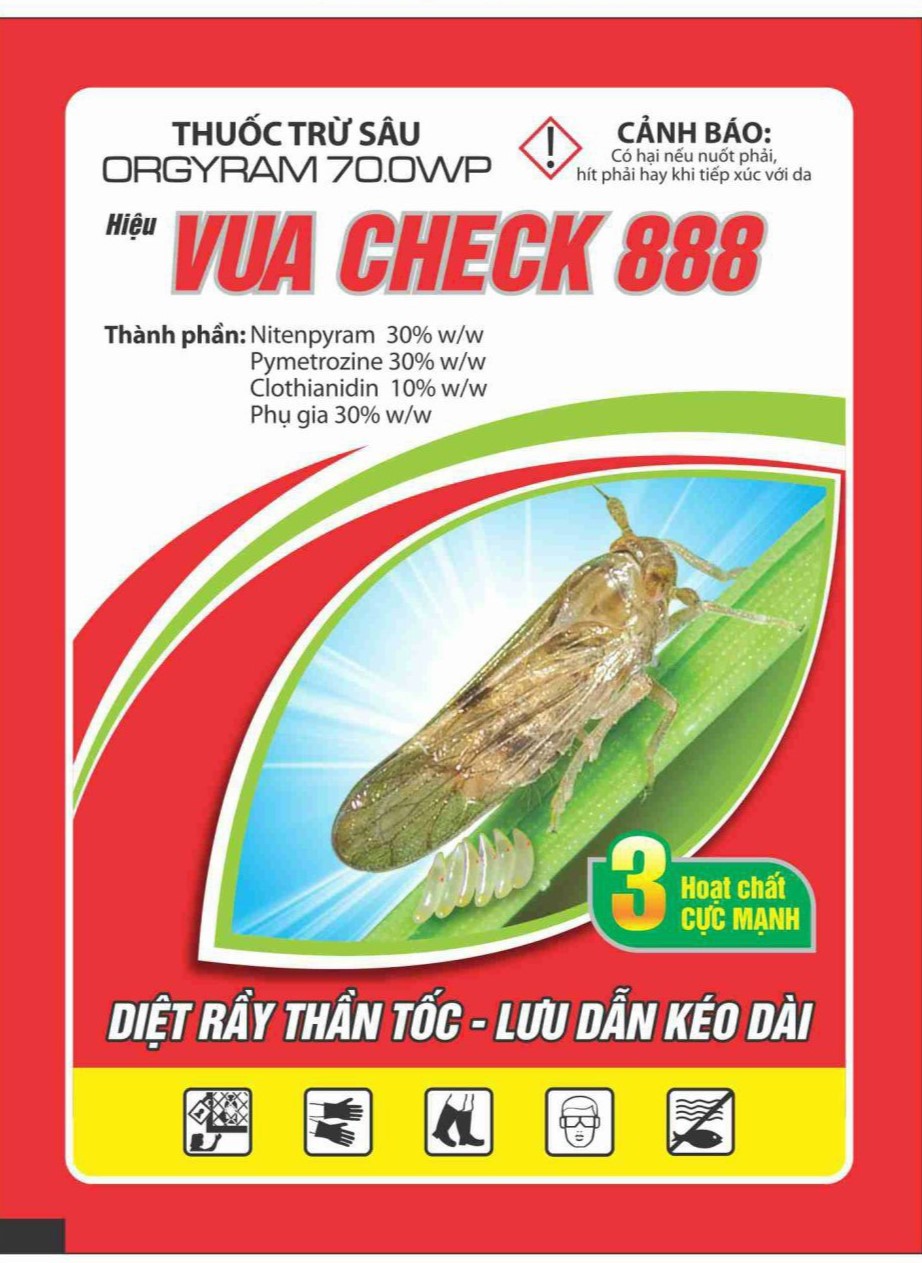 THUỐC TRỪ SÂU
ORGYRAM 70.0WP
CẢNH BÁO:
Có hại nếu nuốt phải,
hít phải hay khi tiếp xúc với da
Hiệu VUA CHECK 888
Thành phần: Nitenpyram 30% w/w
Pymetrozine 30% w/w
Clothianidin 10% w/w
Phụ gia 30% w/w
3 Hoạt chất
CỰC MẠNH
DIỆT RẦY THẦN TỐC - LƯU DẪN KÉO DÀI